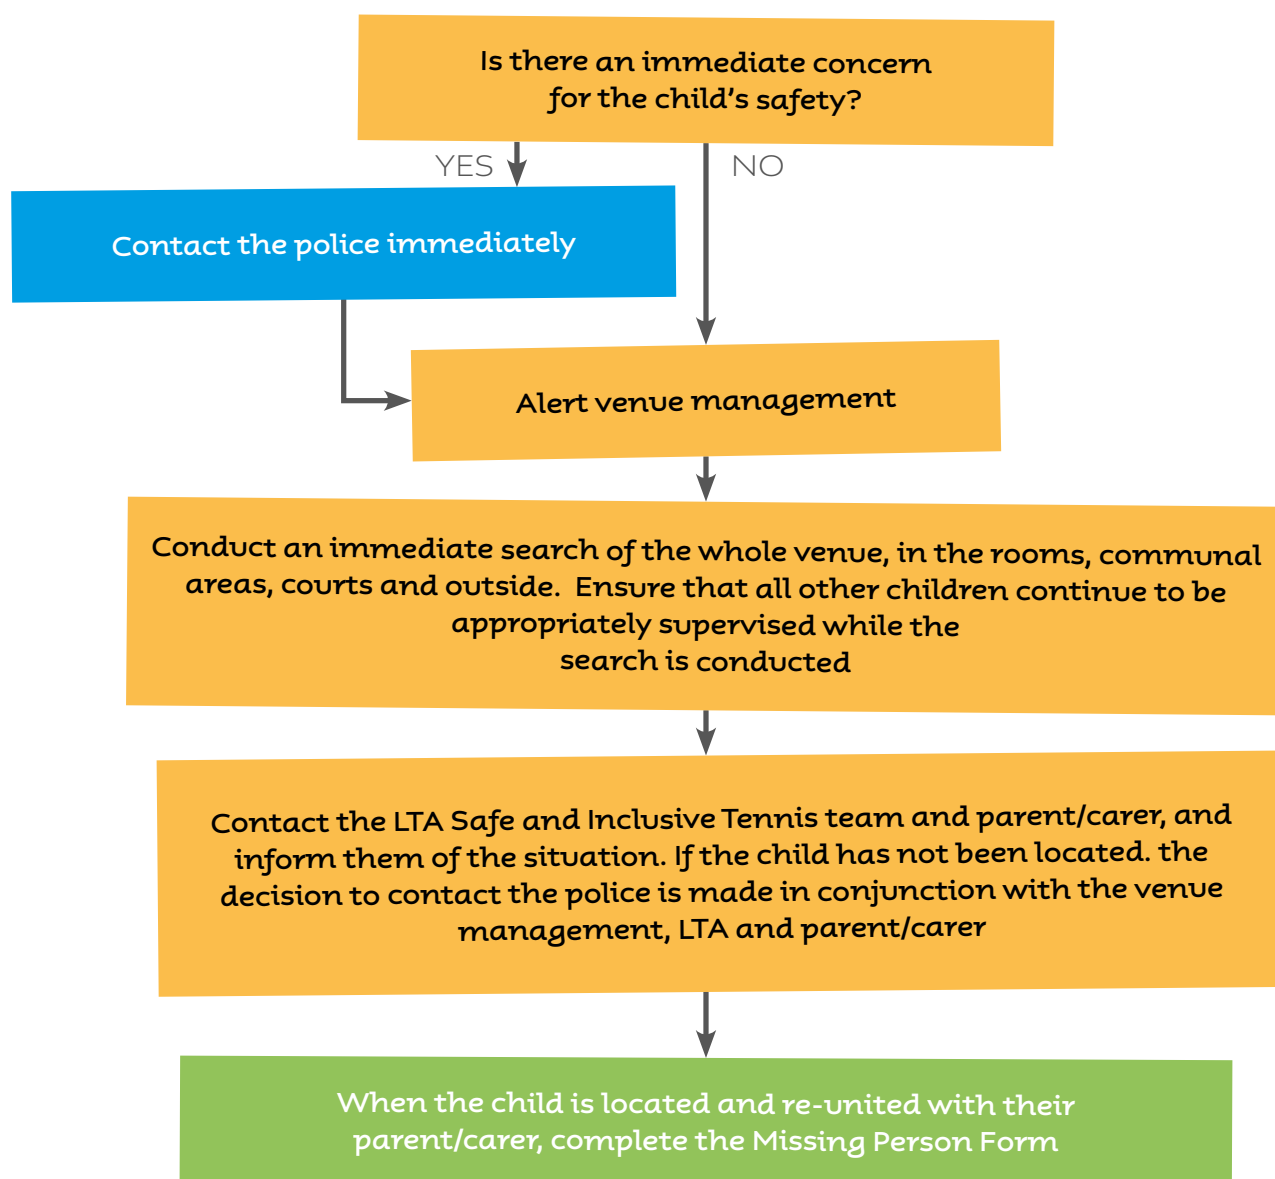 Is there an immediate concern
for the child's safety?
YES
NO
Contact the police immediately
Alert venue management
Conduct an immediate search of the whole venue, in the rooms, communal
areas, courts and outside.  Ensure that all other children continue to be
appropriately supervised while the
search is conducted
Contact the LTA Safe and Inclusive Tennis team and parent/carer, and
inform them of the situation. If the child has not been located. the
decision to contact the police is made in conjunction with the venue
management, LTA and parent/carer
When the child is located and re-united with their
parent/carer, complete the Missing Person Form